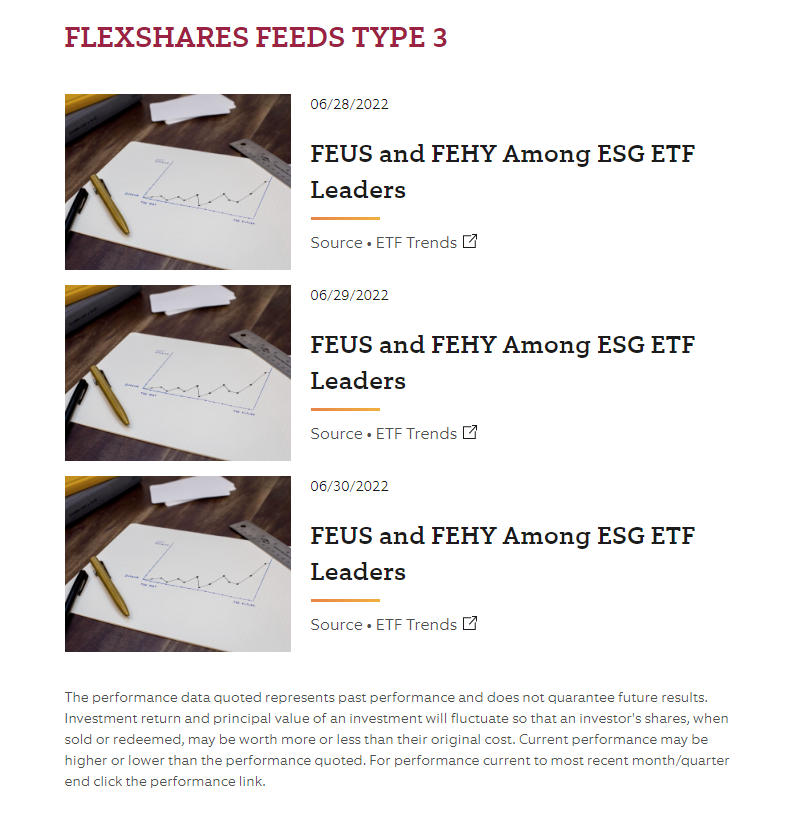 FLEXSHARES FEEDS TYPE 3
06/28/2022
FEUS and FEHY Among ESG ETF
Leaders
Source • ETF Trends
06/29/2022
FEUS and FEHY Among ESG ETF
Leaders
Source • ETF Trends
06/30/2022
FEUS and FEHY Among ESG ETF
Leaders
Source • ETF Trends
The performance data quoted represents past performance and does not quarantee future results.
Investment return and principal value of an investment will fluctuate so that an investor's shares, when
sold or redeemed, may be worth more or less than their original cost. Current performance may be
higher or lower than the performance quoted. For performance current to most recent month/quarter
end click the performance link.